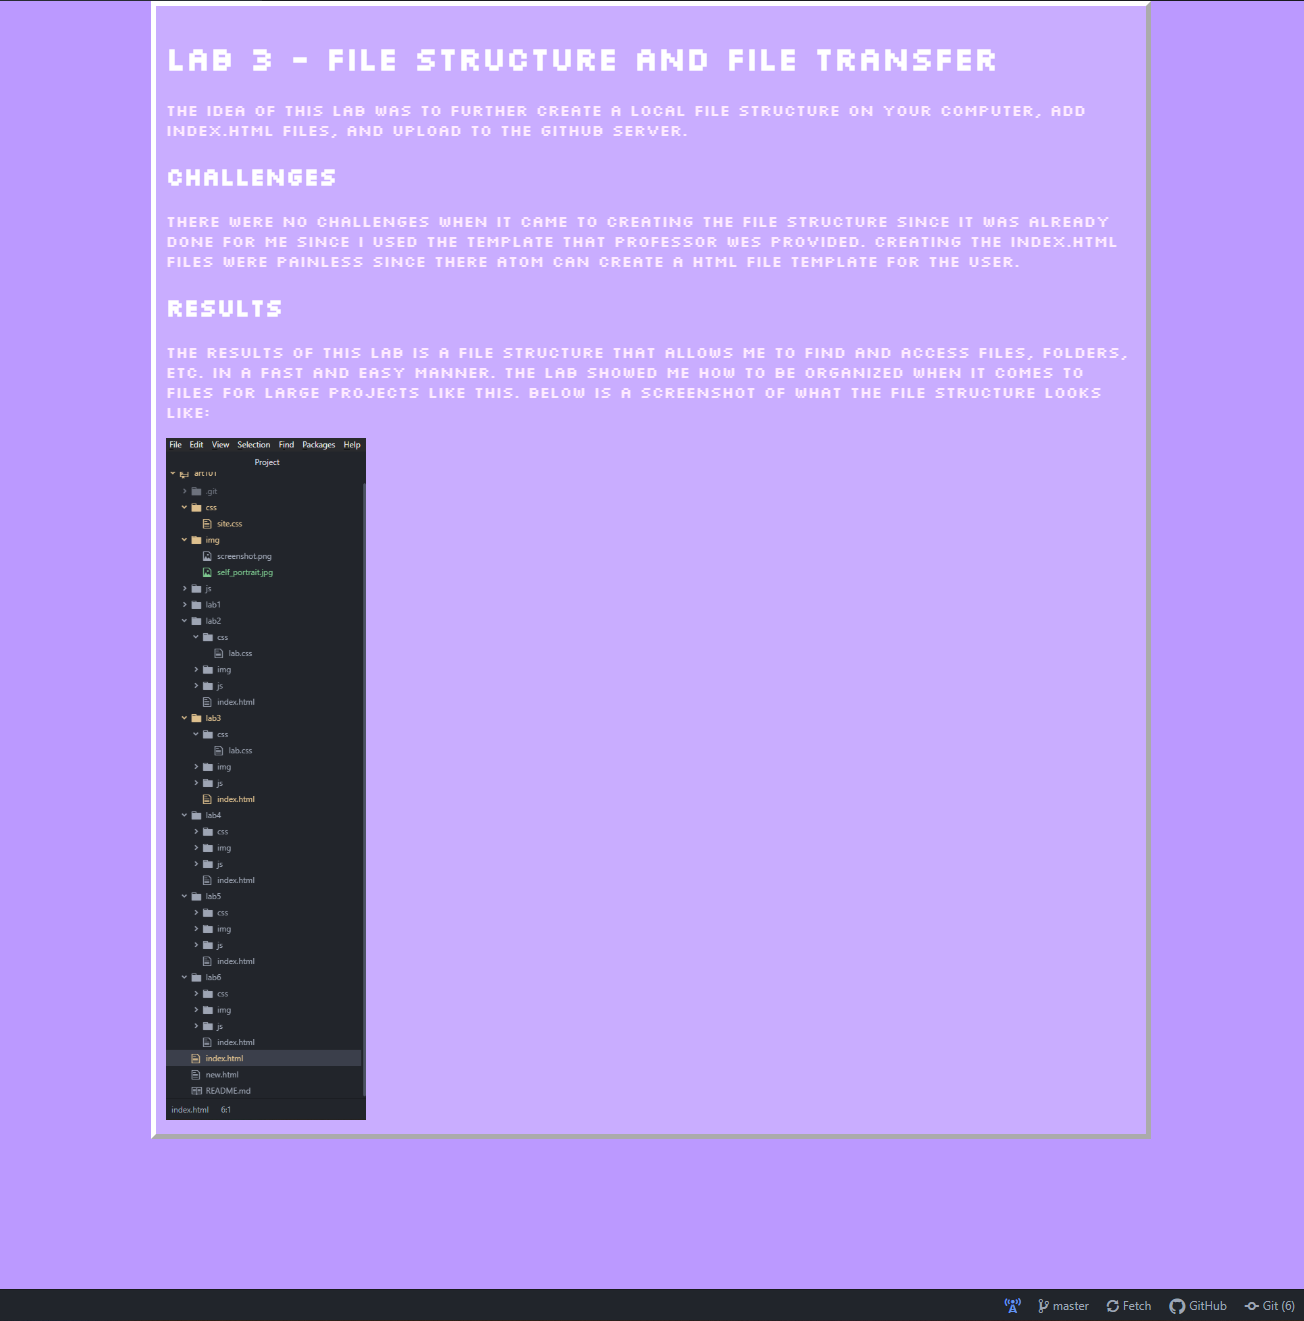 LAB 3 - FILE STRUCTURE AND FILE TRANSFER
THE IDEA OF THIS LAB WAS TO FURTHER CREATE A LOCAL FILE STRUCTURE ON YOUR COMPUTER, ADD
INDEX.HTML FILES, AND UPLOAD TO THE GITHUB SERVER.
CHALLENGES
THERE WERE NO CHALLENGES WHEN IT CAME TO CREATING THE FILE STRUCTURE SINCE IT WAS ALREADY
DONE FOR ME SINCE I USED THE TEMPLATE THAT PROFESSOR WES PROVIDED. CREATING THE INDEX.HTML
FILES WERE PAINLESS SINCE THERE ATOM CAN CREATE A HTML FILE TEMPLATE FOR THE USER.
RESULTS
THE RESULTS OF THIS LAB IS A FILE STRUCTURE THAT ALLOWS ME TO FIND AND ACCESS FILES, FOLDERS,
ETC. IN A FAST AND EASY MANNER. THE LAB SHOWED ME HOW TO BE ORGANIZED WHEN IT COMES TO
FILES FOR LARGE PROJECTS LIKE THIS. BELOW IS A SCREENSHOT OF WHAT THE FILE STRUCTURE LOOKS
LIKE:
File Edit View Selection Find Packages Help
Project
art101
.git
css
site.css
img
screenshot.png
self_portrait.jpg
js
lab1
lab2
css
lab.css
img
js
index.html
lab3
css
lab.css
img
js
index.html
lab4
css
img
js
index.html
lab5
css
img
js
index.html
lab6
css
img
js
index.html
index.html
new.html
README.md
index.html 6:1
master Fetch GitHub Git (6)